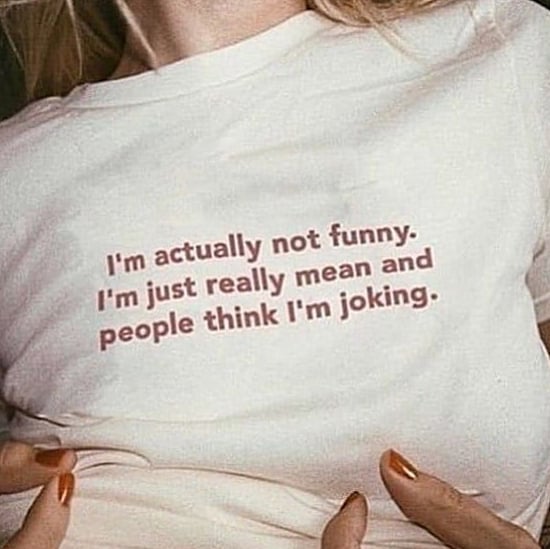 I'm actually not funny.
I'm just really mean and
people think I'm joking.